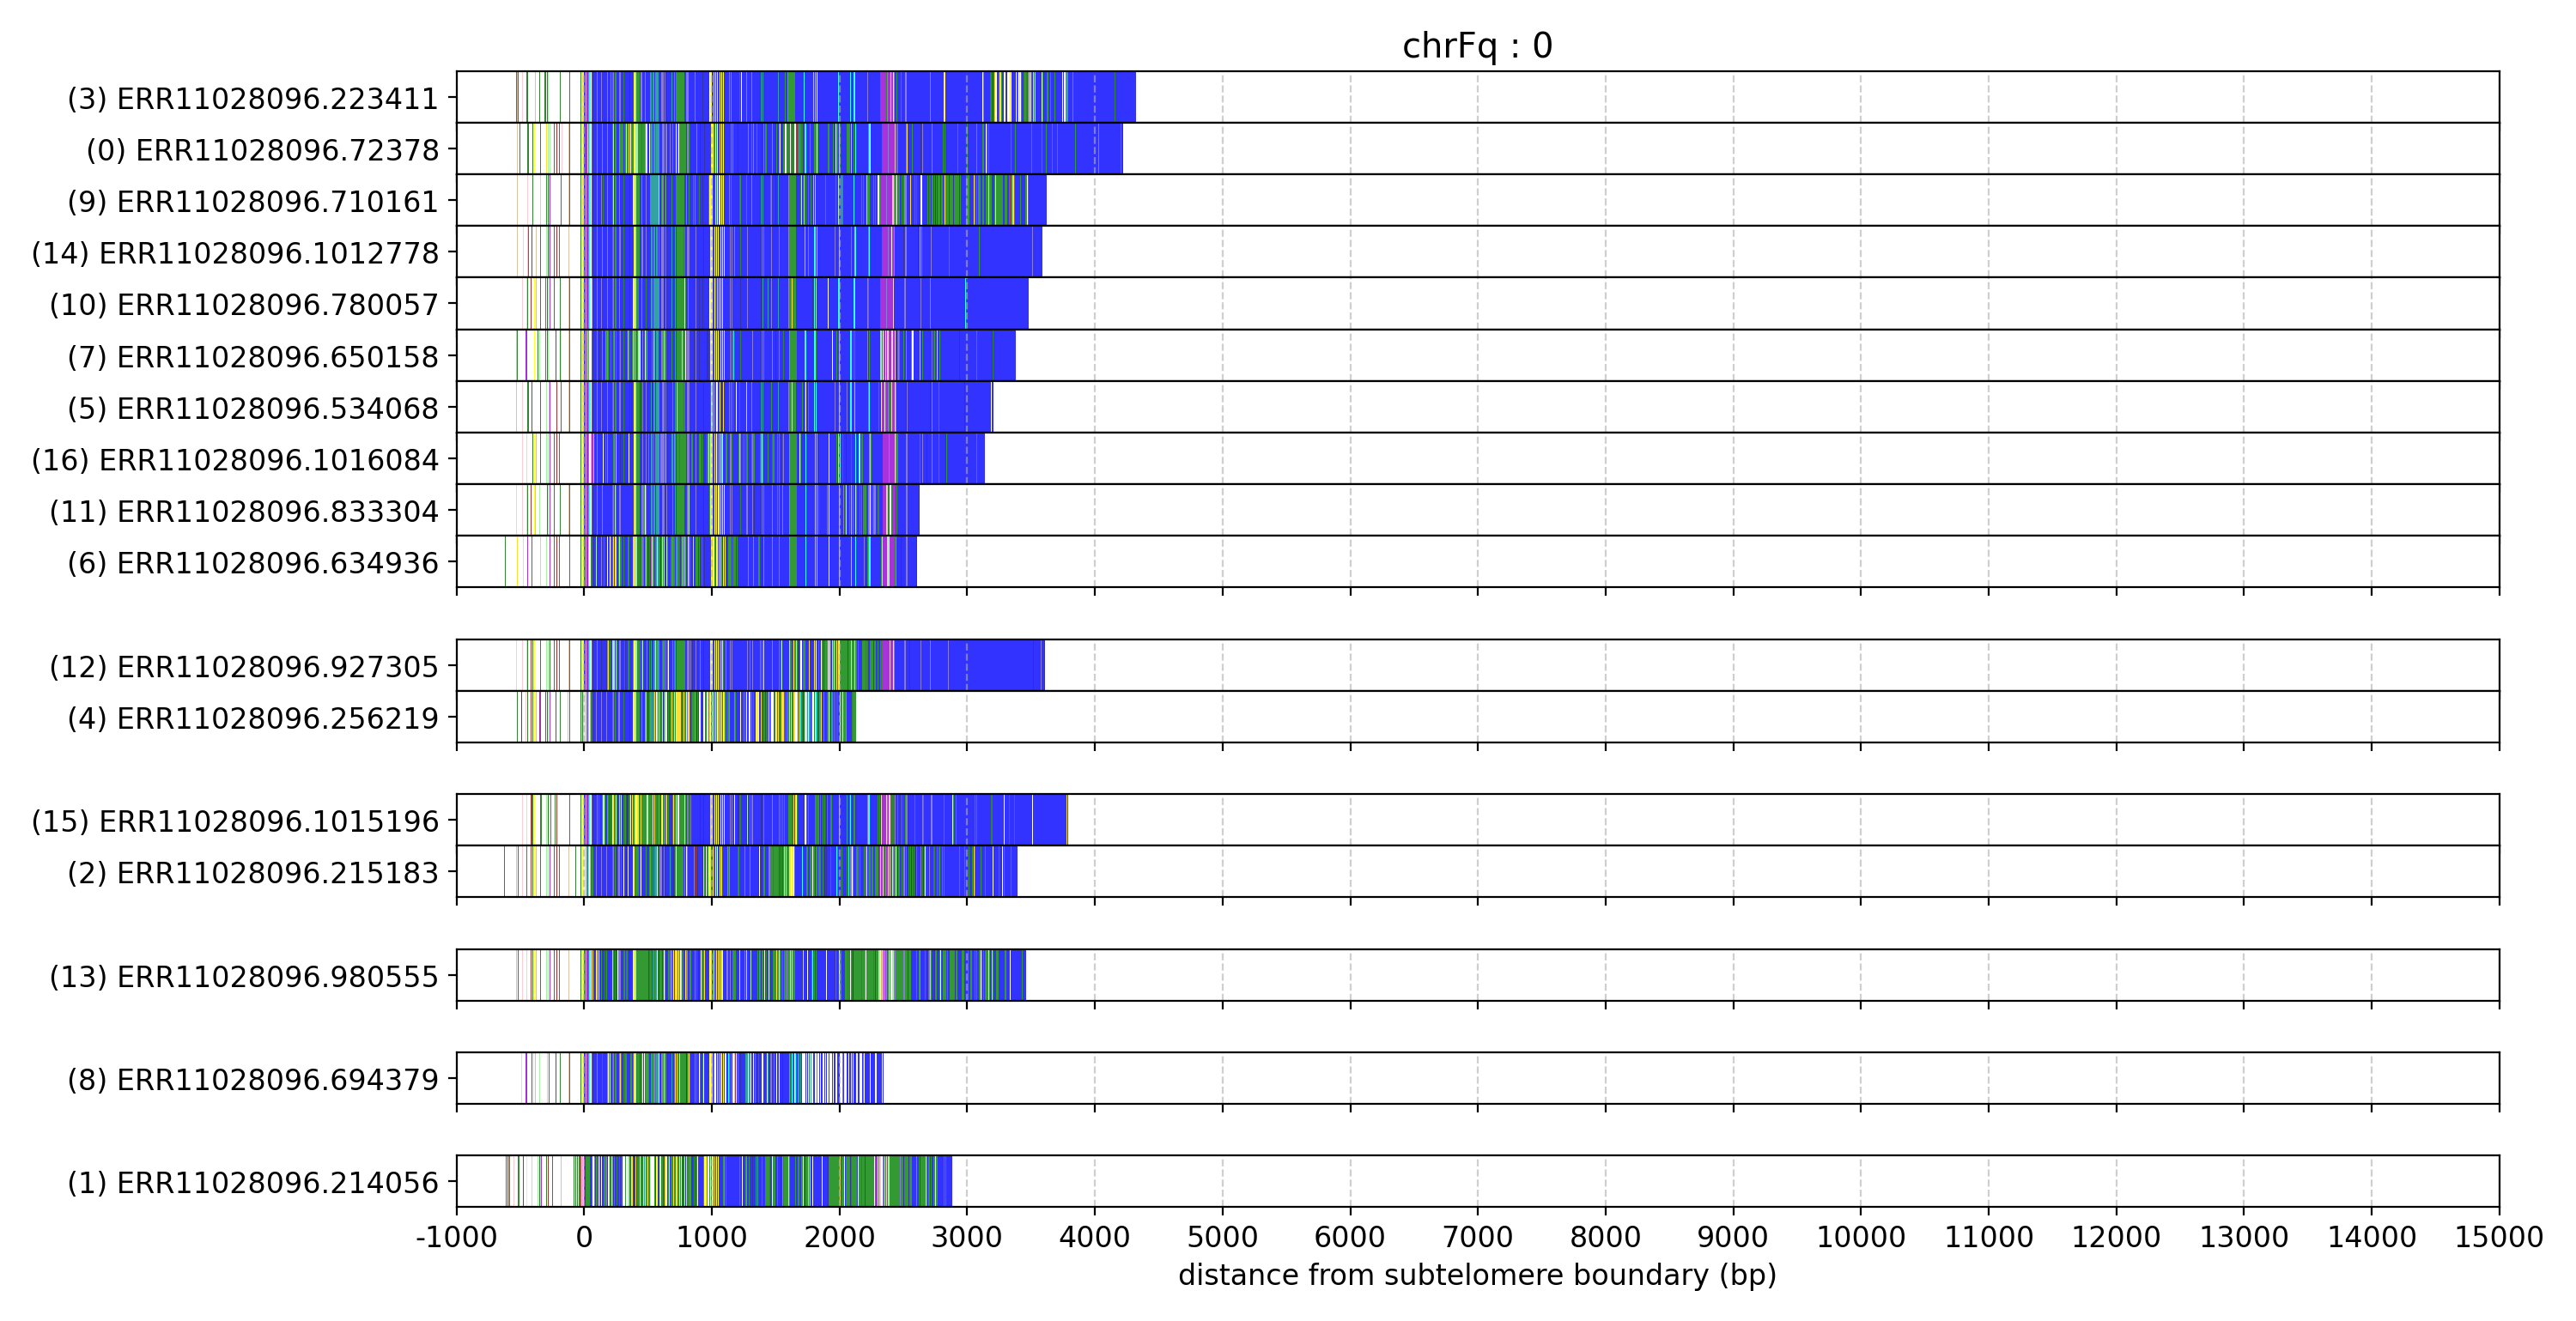 chrFq : 0
(3) ERR11028096.223411
(0) ERR11028096.72378
(9) ERR11028096.710161
(14) ERR11028096.1012778
(10) ERR11028096.780057
(7) ERR11028096.650158
(5) ERR11028096.534068
(16) ERR11028096.1016084
(11) ERR11028096.833304
(6) ERR11028096.634936
(12) ERR11028096.927305
(4) ERR11028096.256219
(15) ERR11028096.1015196
(2) ERR11028096.215183
(13) ERR11028096.980555
(8) ERR11028096.694379
(1) ERR11028096.214056
-1000 0 1000 2000 3000 4000 5000 6000 7000 8000 9000 10000 11000 12000 13000 14000 15000
distance from subtelomere boundary (bp)